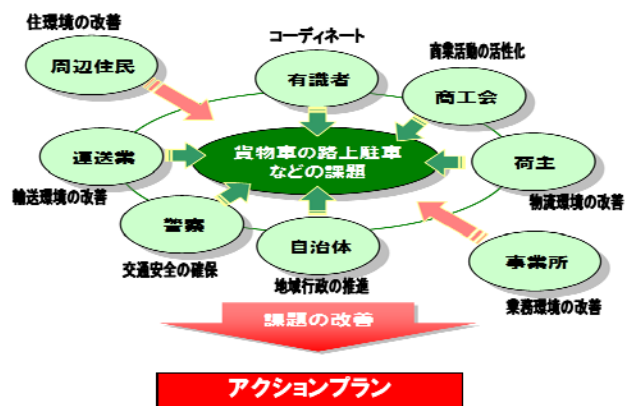 住環境の改善
周辺住民
コーディネート
有識者
商業活動の活性化
商工会
運送業
輸送環境の改善
貨物車の路上駐車
などの課題
荷主
物流環境の改善
警察
交通安全の確保
自治体
地域行政の推進
事業所
業務環境の改善
課題の改善
アクションプラン